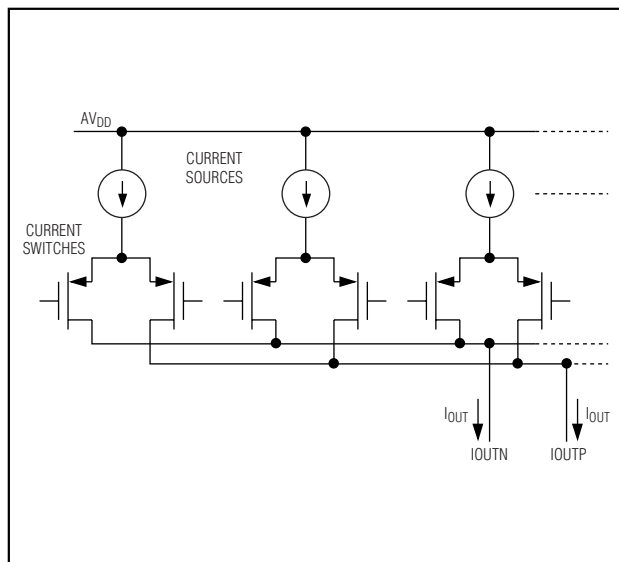 AVDD
CURRENT
SOURCES
CURRENT
SWITCHES
IOUT
IOUT
IOUTN
IOUTP